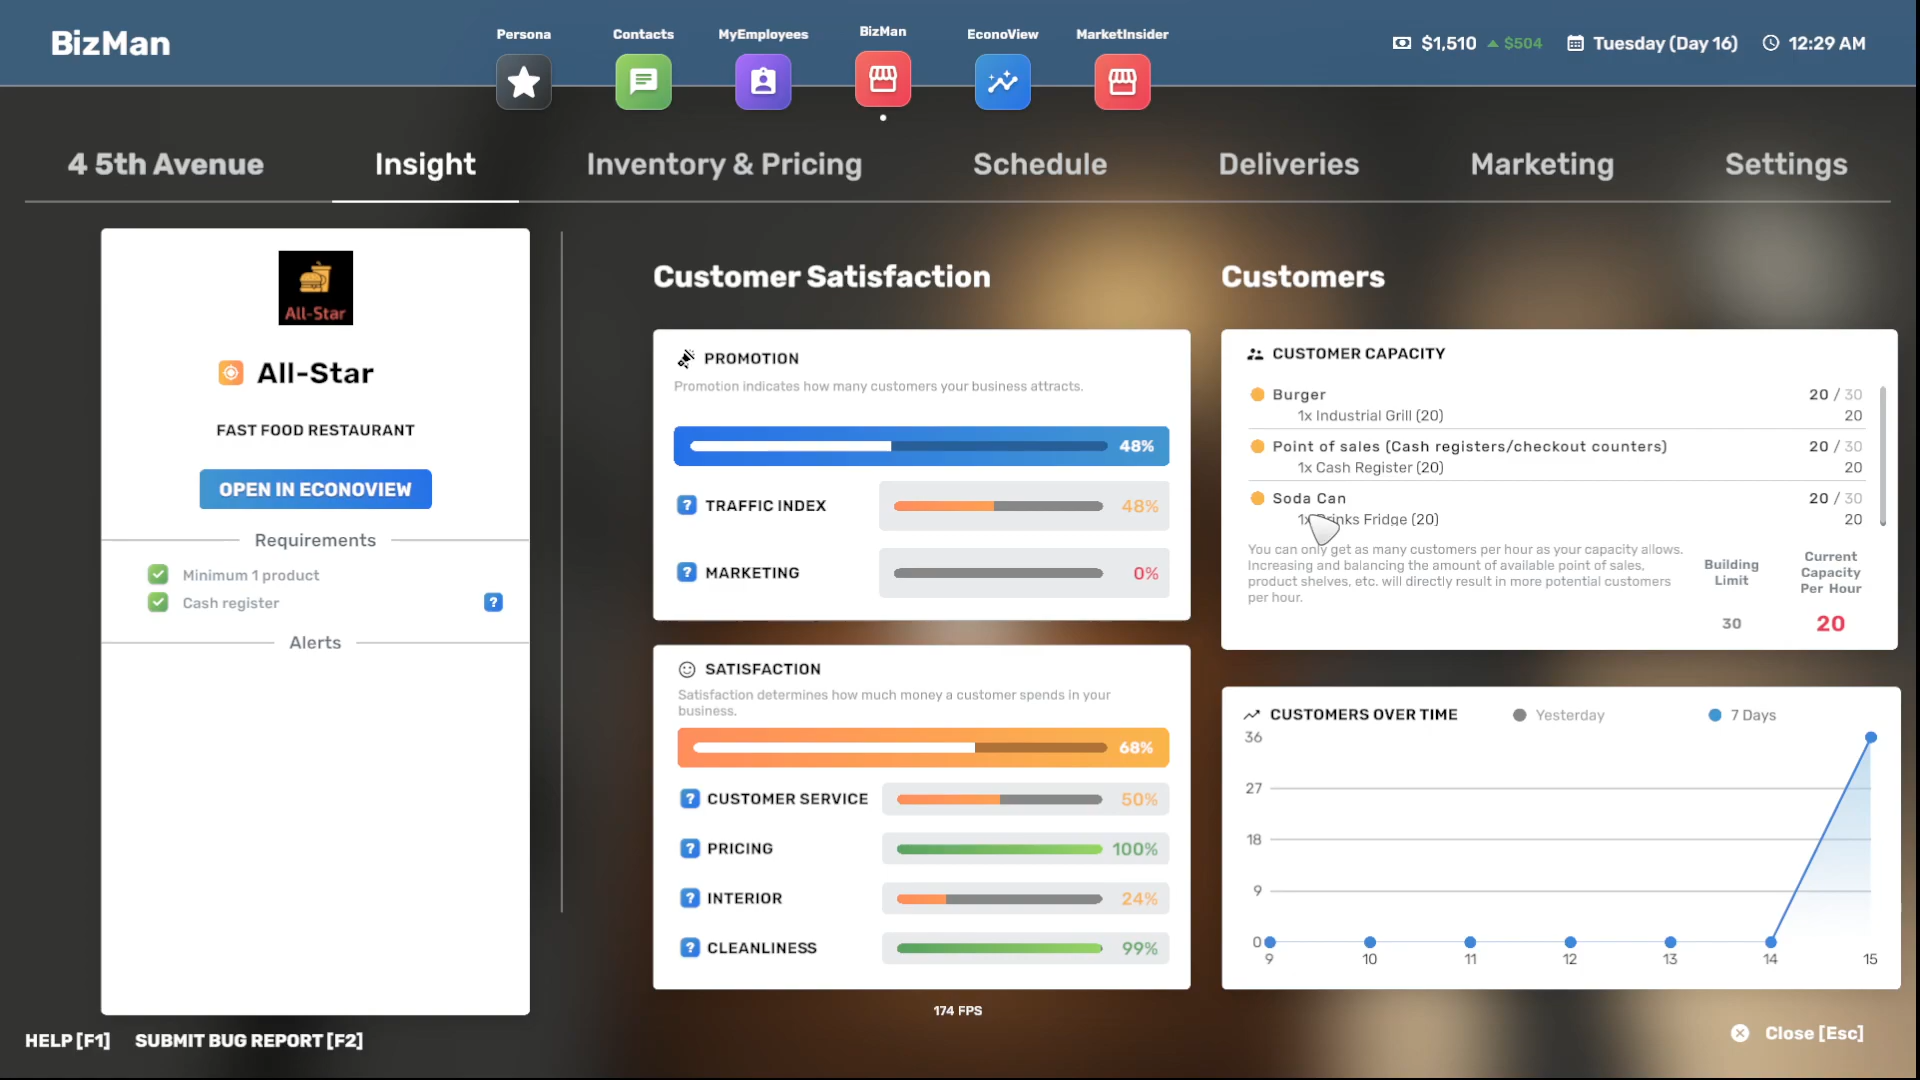 BizMan
Persona
Contacts
MyEmployees
BizMan
EconoView
MarketInsider
$1,510 $504 Tuesday (Day 16) 12:29 AM
4 5th Avenue Insight Inventory & Pricing Schedule Deliveries Marketing Settings
All-Star
All-Star
FAST FOOD RESTAURANT
OPEN IN ECONOVIEW
Requirements
Minimum 1 product
Cash register ?
Alerts
Customer Satisfaction
PROMOTION
Promotion indicates how many customers your business attracts.
48%
? TRAFFIC INDEX 48%
? MARKETING 0%
SATISFACTION
Satisfaction determines how much money a customer spends in your
business.
68%
? CUSTOMER SERVICE 50%
? PRICING 100%
? INTERIOR 24%
? CLEANLINESS 99%
Customers
CUSTOMER CAPACITY
Burger 20 / 30
1x Industrial Grill (20) 20
Point of sales (Cash registers/checkout counters) 20 / 30
1x Cash Register (20) 20
Soda Can 20 / 30
1x Drinks Fridge (20) 20
You can only get as many customers per hour as your capacity allows.
Increasing and balancing the amount of available point of sales,
product shelves, etc. will directly result in more potential customers
per hour.
Building
Limit
30
Current
Capacity
Per Hour
20
CUSTOMERS OVER TIME Yesterday 7 Days
36
27
18
9
0
9 10 11 12 13 14 15
174 FPS
HELP [F1] SUBMIT BUG REPORT [F2]
Close [Esc]